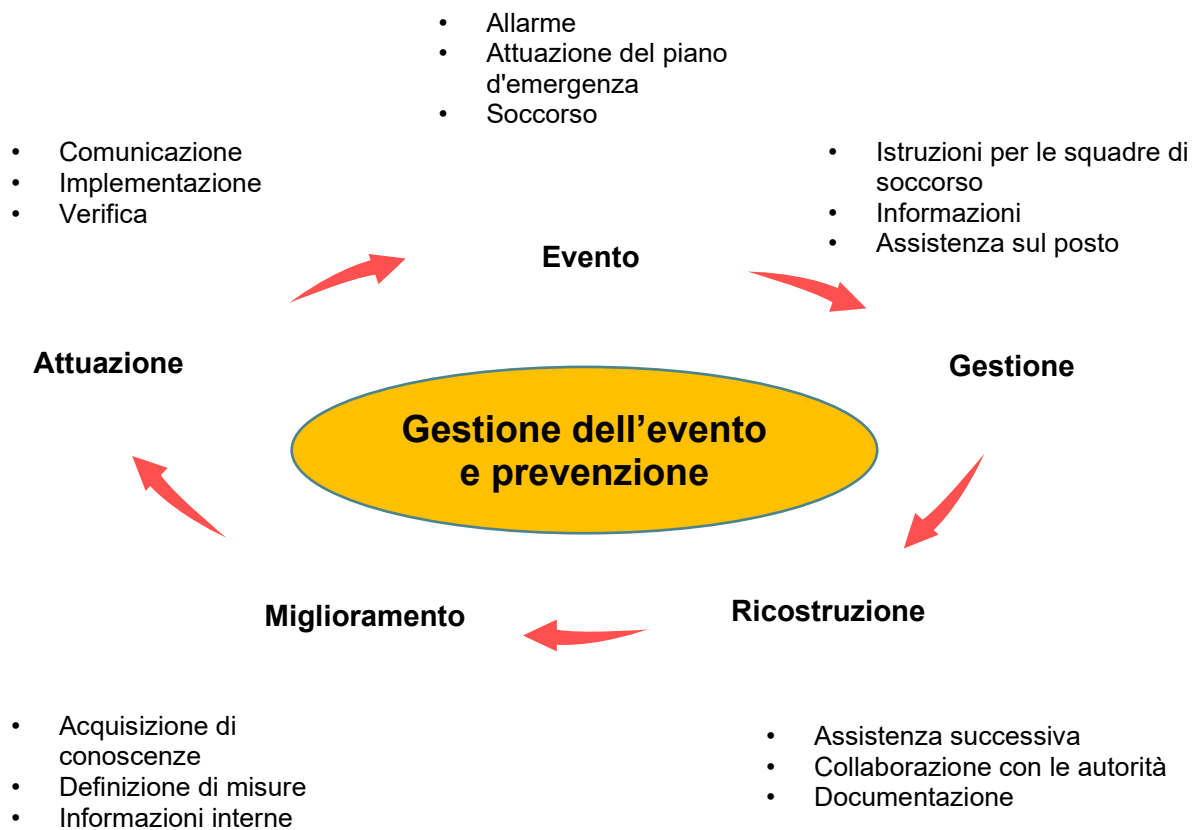 • Allarme
• Attuazione del piano
d'emergenza
• Soccorso
• Comunicazione
• Implementazione
• Verifica
• Istruzioni per le squadre di
soccorso
• Informazioni
• Assistenza sul posto
Evento
Attuazione
Gestione
Gestione dell’evento
e prevenzione
Miglioramento
Ricostruzione
• Acquisizione di
conoscenze
• Definizione di misure
• Informazioni interne
• Assistenza successiva
• Collaborazione con le autorità
• Documentazione